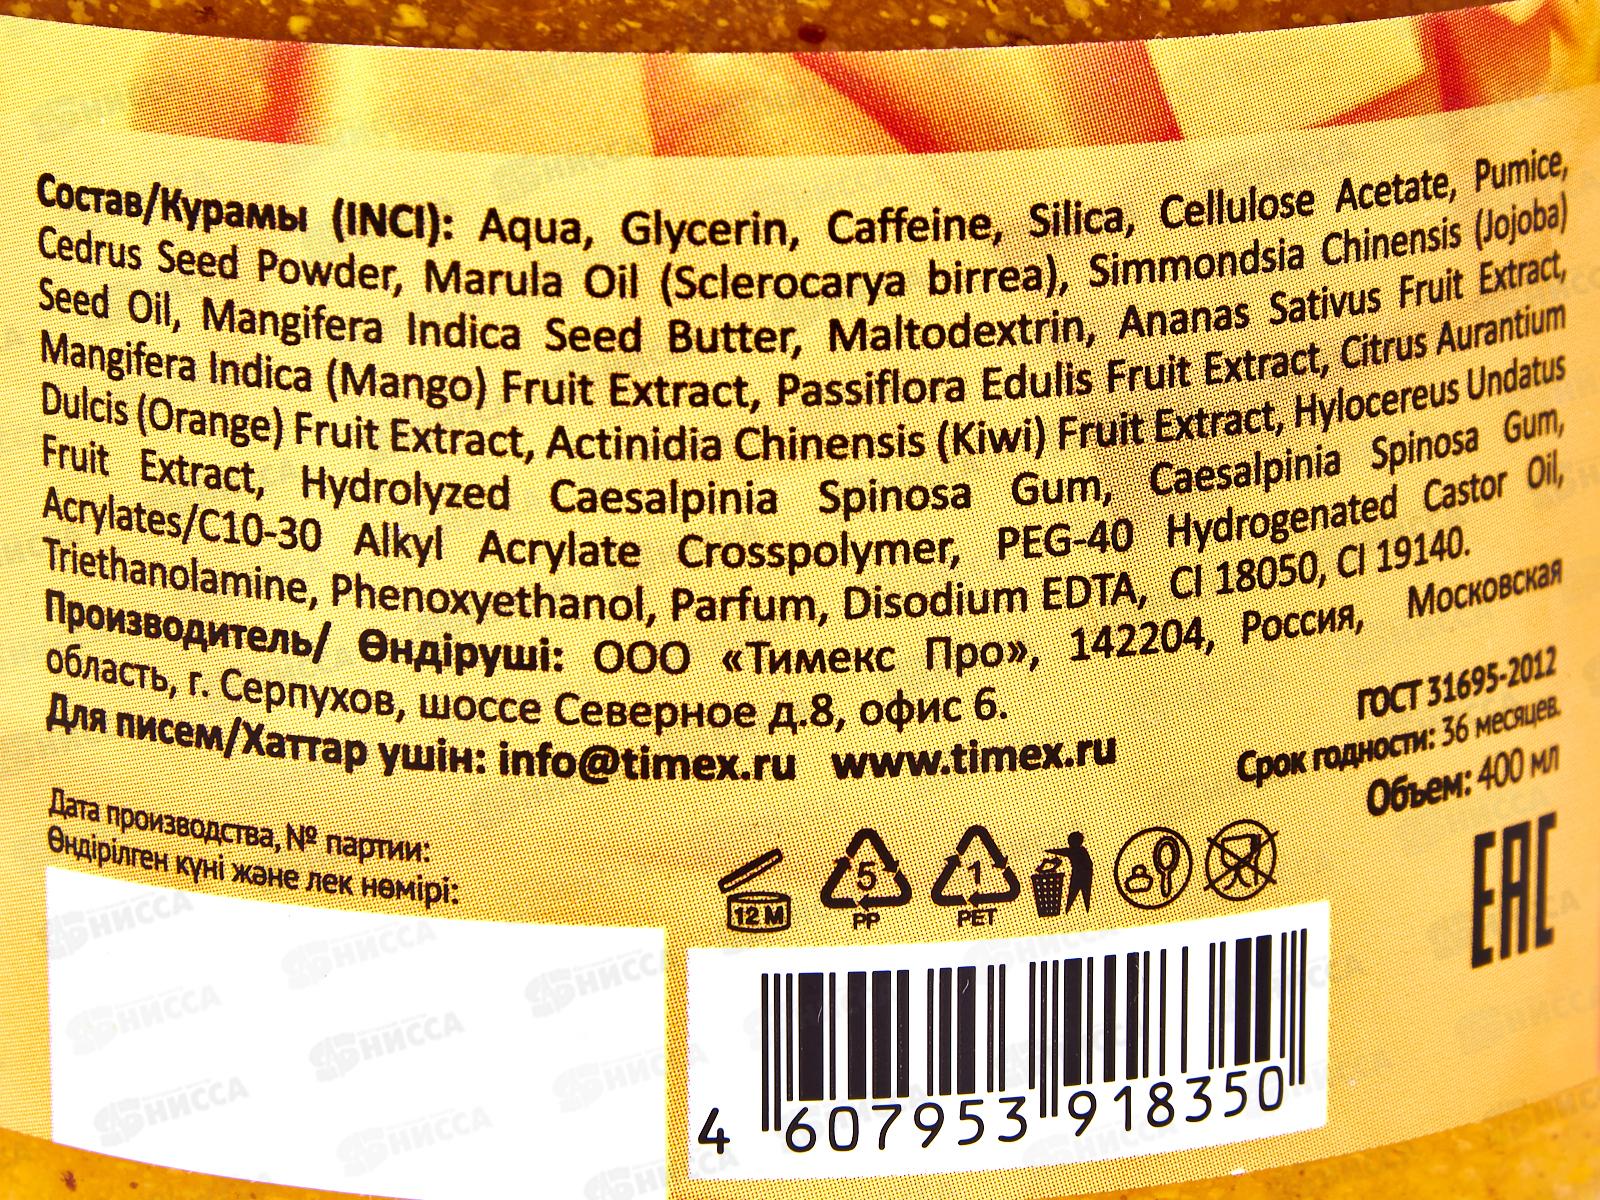 Состав/Курамы (INCI): Aqua, Glycerin, Caffeine, Silica, Cellulose Acetate, Pumice,
Cedrus Seed Powder, Marula Oil (Sclerocarya birrea), Simmondsia Chinensis (Jojoba)
Seed Oil, Mangifera Indica Seed Butter, Maltodextrin, Ananas Sativus Fruit Extract,
Mangifera Indica (Mango) Fruit Extract, Passiflora Edulis Fruit Extract, Citrus Aurantium
Dulcis (Orange) Fruit Extract, Actinidia Chinensis (Kiwi) Fruit Extract, Hylocereus Undatus
Fruit Extract, Hydrolyzed Caesalpinia Spinosa Gum, Caesalpinia Spinosa Gum,
Acrylates/C10-30 Alkyl Acrylate Crosspolymer, PEG-40 Hydrogenated Castor Oil,
Triethanolamine, Phenoxyethanol, Parfum, Disodium EDTA, CI 18050, CI 19140.
Производитель/ Өндіруші: ООО «Тимекс Про», 142204, Россия, Московская
область, г. Серпухов, шоссе Северное д.8, офис 6.
Для писем/Хаттар ушін: info@timex.ru www.timex.ru
ГОСТ 31695-2012
Срок годности: 36 месяцев.
Объем: 400 мл
Дата производства, № партии:
Өндірілген күні және лек нөмірі:
12 M
5
PP
1
PET
EAC
4 607953 918350
НИССА